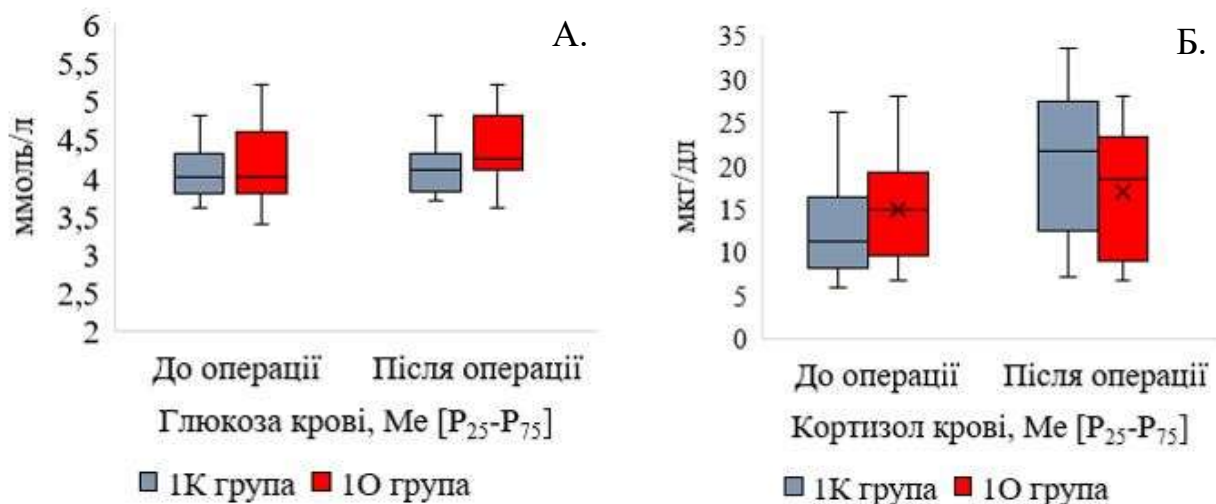 А.
6
5,5
5
4,5
4
3,5
3
2,5
2
ммоль/л
До операції Після операції
Глюкоза крові, Ме [P25-P75]
1К група 1О група
Б.
35
30
25
20
15
10
5
0
мкг/дл
До операції Після операції
Кортизол крові, Ме [P25-P75]
1К група 1О група